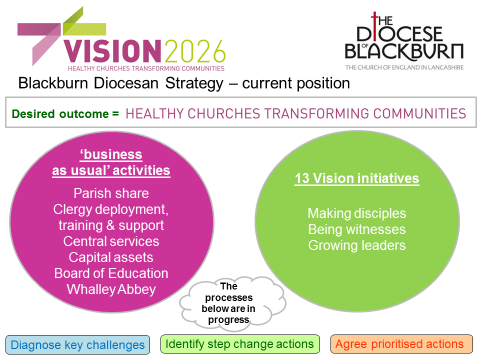 VISION2026
HEALTHY CHURCHES TRANSFORMING COMMUNITIES
THE
DIOCESE
OF
BLACKBURN
THE CHURCH OF ENGLAND IN LANCASHIRE
Blackburn Diocesan Strategy – current position
Desired outcome = HEALTHY CHURCHES TRANSFORMING COMMUNITIES
‘business
as usual’ activities
Parish share
Clergy deployment,
training & support
Central services
Capital assets
Board of Education
Whalley Abbey
13 Vision initiatives
Making disciples
Being witnesses
Growing leaders
The
processes
below are in
progress
Diagnose key challenges
Identify step change actions
Agree prioritised actions